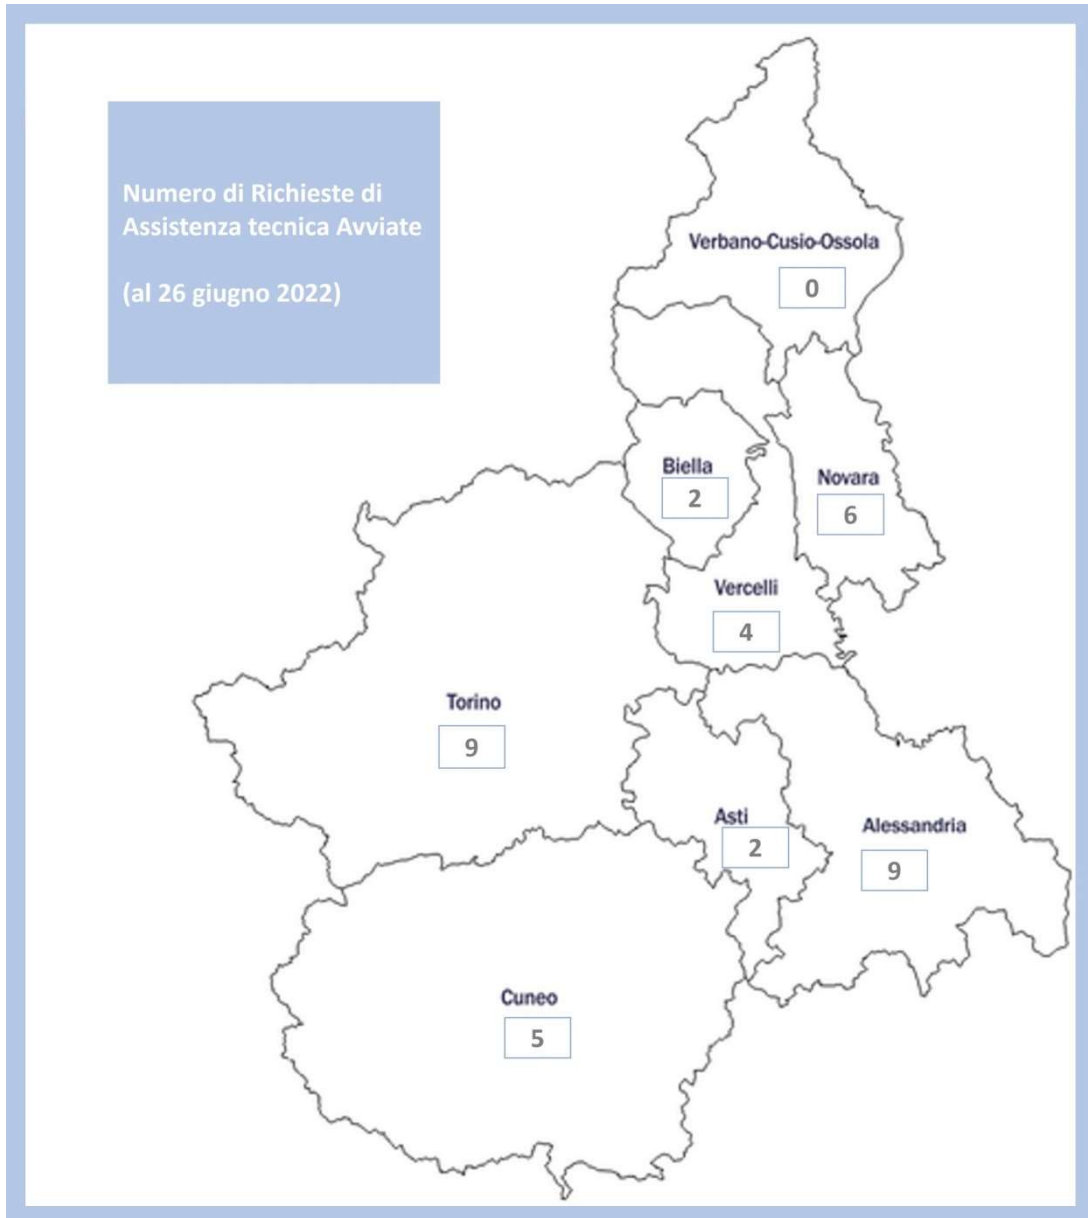 Numero di Richieste di
Assistenza tecnica Avviate
(al 26 giugno 2022)
Verbano-Cusio-Ossola
0
Biella
2
Novara
6
Vercelli
4
Torino
9
Asti
2
Alessandria
9
Cuneo
5